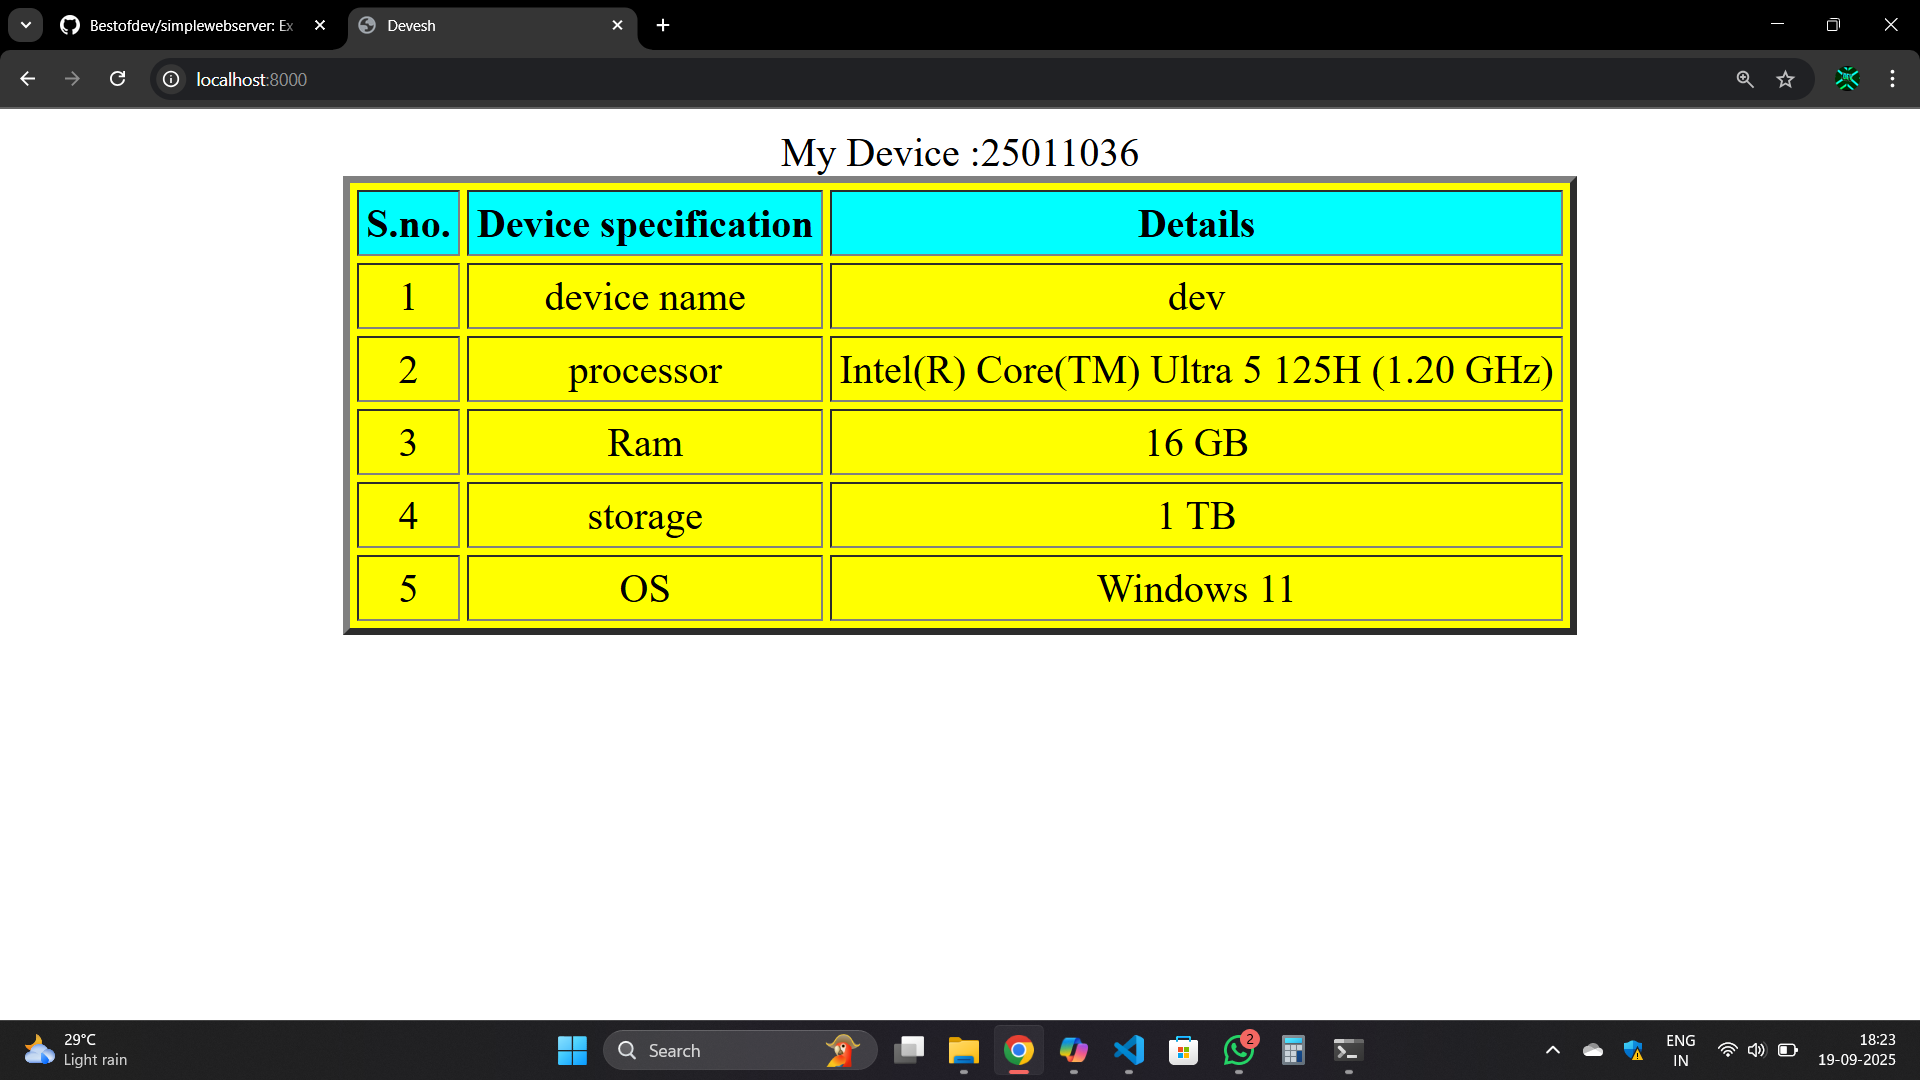 Bestofdev/simplewebserver: Ex
Devesh
localhost:8000
My Device :25011036
S.no. Device specification Details
1 device name dev
2 processor Intel(R) Core(TM) Ultra 5 125H (1.20 GHz)
3 Ram 16 GB
4 storage 1 TB
5 OS Windows 11
29°C
Light rain
Search
2
ENG
IN
18:23
19-09-2025